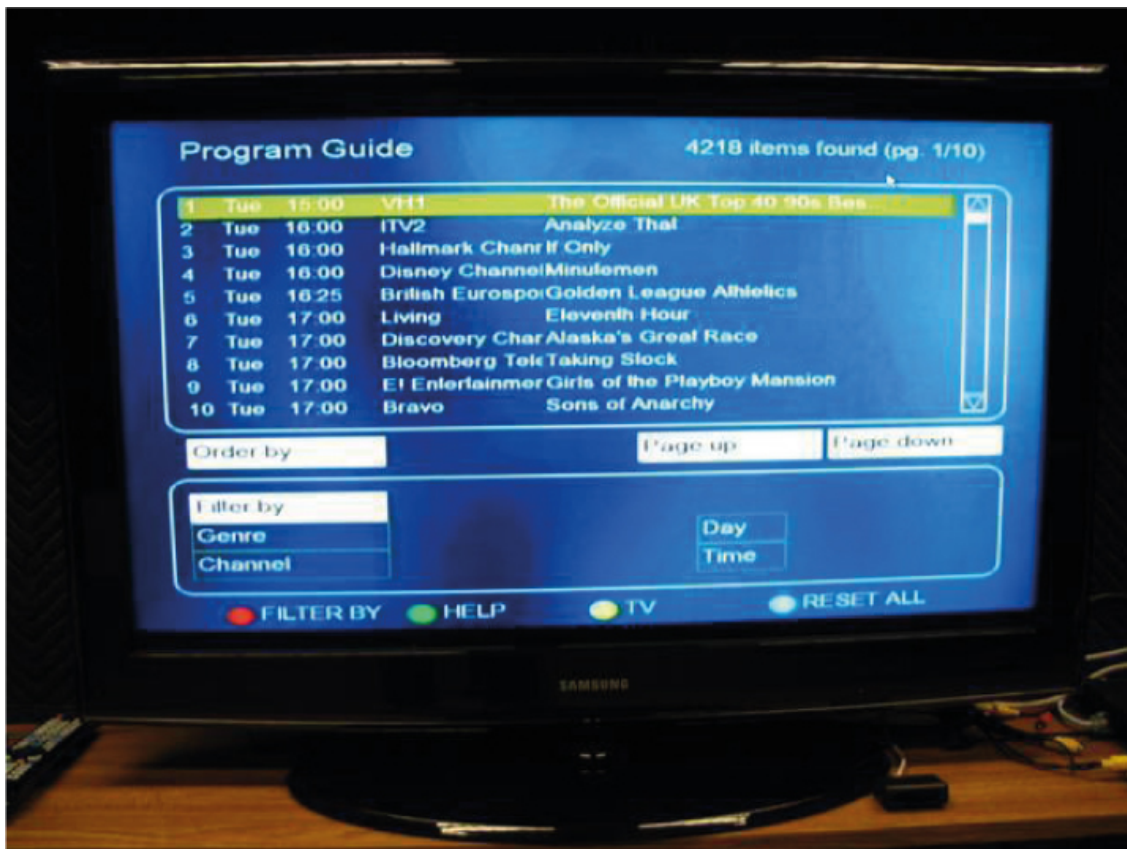 Program Guide 4218 items found (pg. 1/10)
1 Tue 15:00 VH1 The Official UK Top 40 90s Bes...
2 Tue 16:00 ITV2 Analyze That
3 Tue 16:00 Hallmark Chanr If Only
4 Tue 16:00 Disney Channel Minutemen
5 Tue 16:25 British Eurospo Golden League Athletics
6 Tue 17:00 Living Eleventh Hour
7 Tue 17:00 Discovery Char Alaska's Great Race
8 Tue 17:00 Bloomberg Tele Taking Stock
9 Tue 17:00 E! Entertainmer Girls of the Playboy Mansion
10 Tue 17:00 Bravo Sons of Anarchy
Order by Page up Page down
Filter by
Genre Day
Channel Time
FILTER BY HELP TV RESET ALL
SAMSUNG